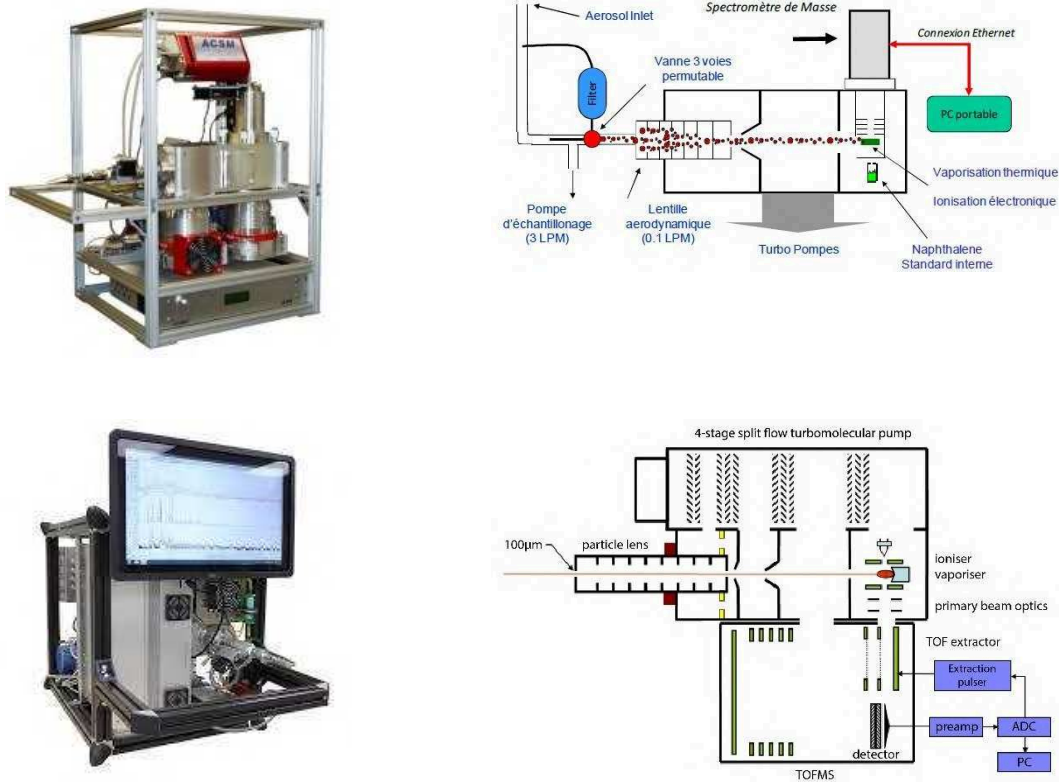 ACSM
Aerosol Inlet
Spectromètre de Masse
Connexion Ethernet
Vanne 3 voies
permutable
Filter
PC portable
Vaporisation thermique
Ionisation électronique
Pompe
d'échantillonage
(3 LPM)
Lentille
aerodynamique
(0.1 LPM)
Turbo Pompes
Naphthalene
Standard interne
4-stage split flow turbomolecular pump
100µm
particle lens
ioniser
vaporiser
primary beam optics
TOF extractor
Extraction
pulser
preamp
ADC
detector
PC
TOFMS